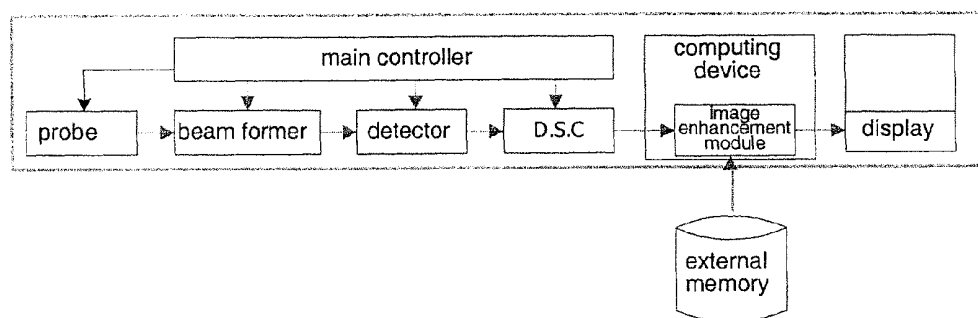 main controller
computing
device
probe
beam former
detector
D.S.C
image
enhancement
module
display
external
memory